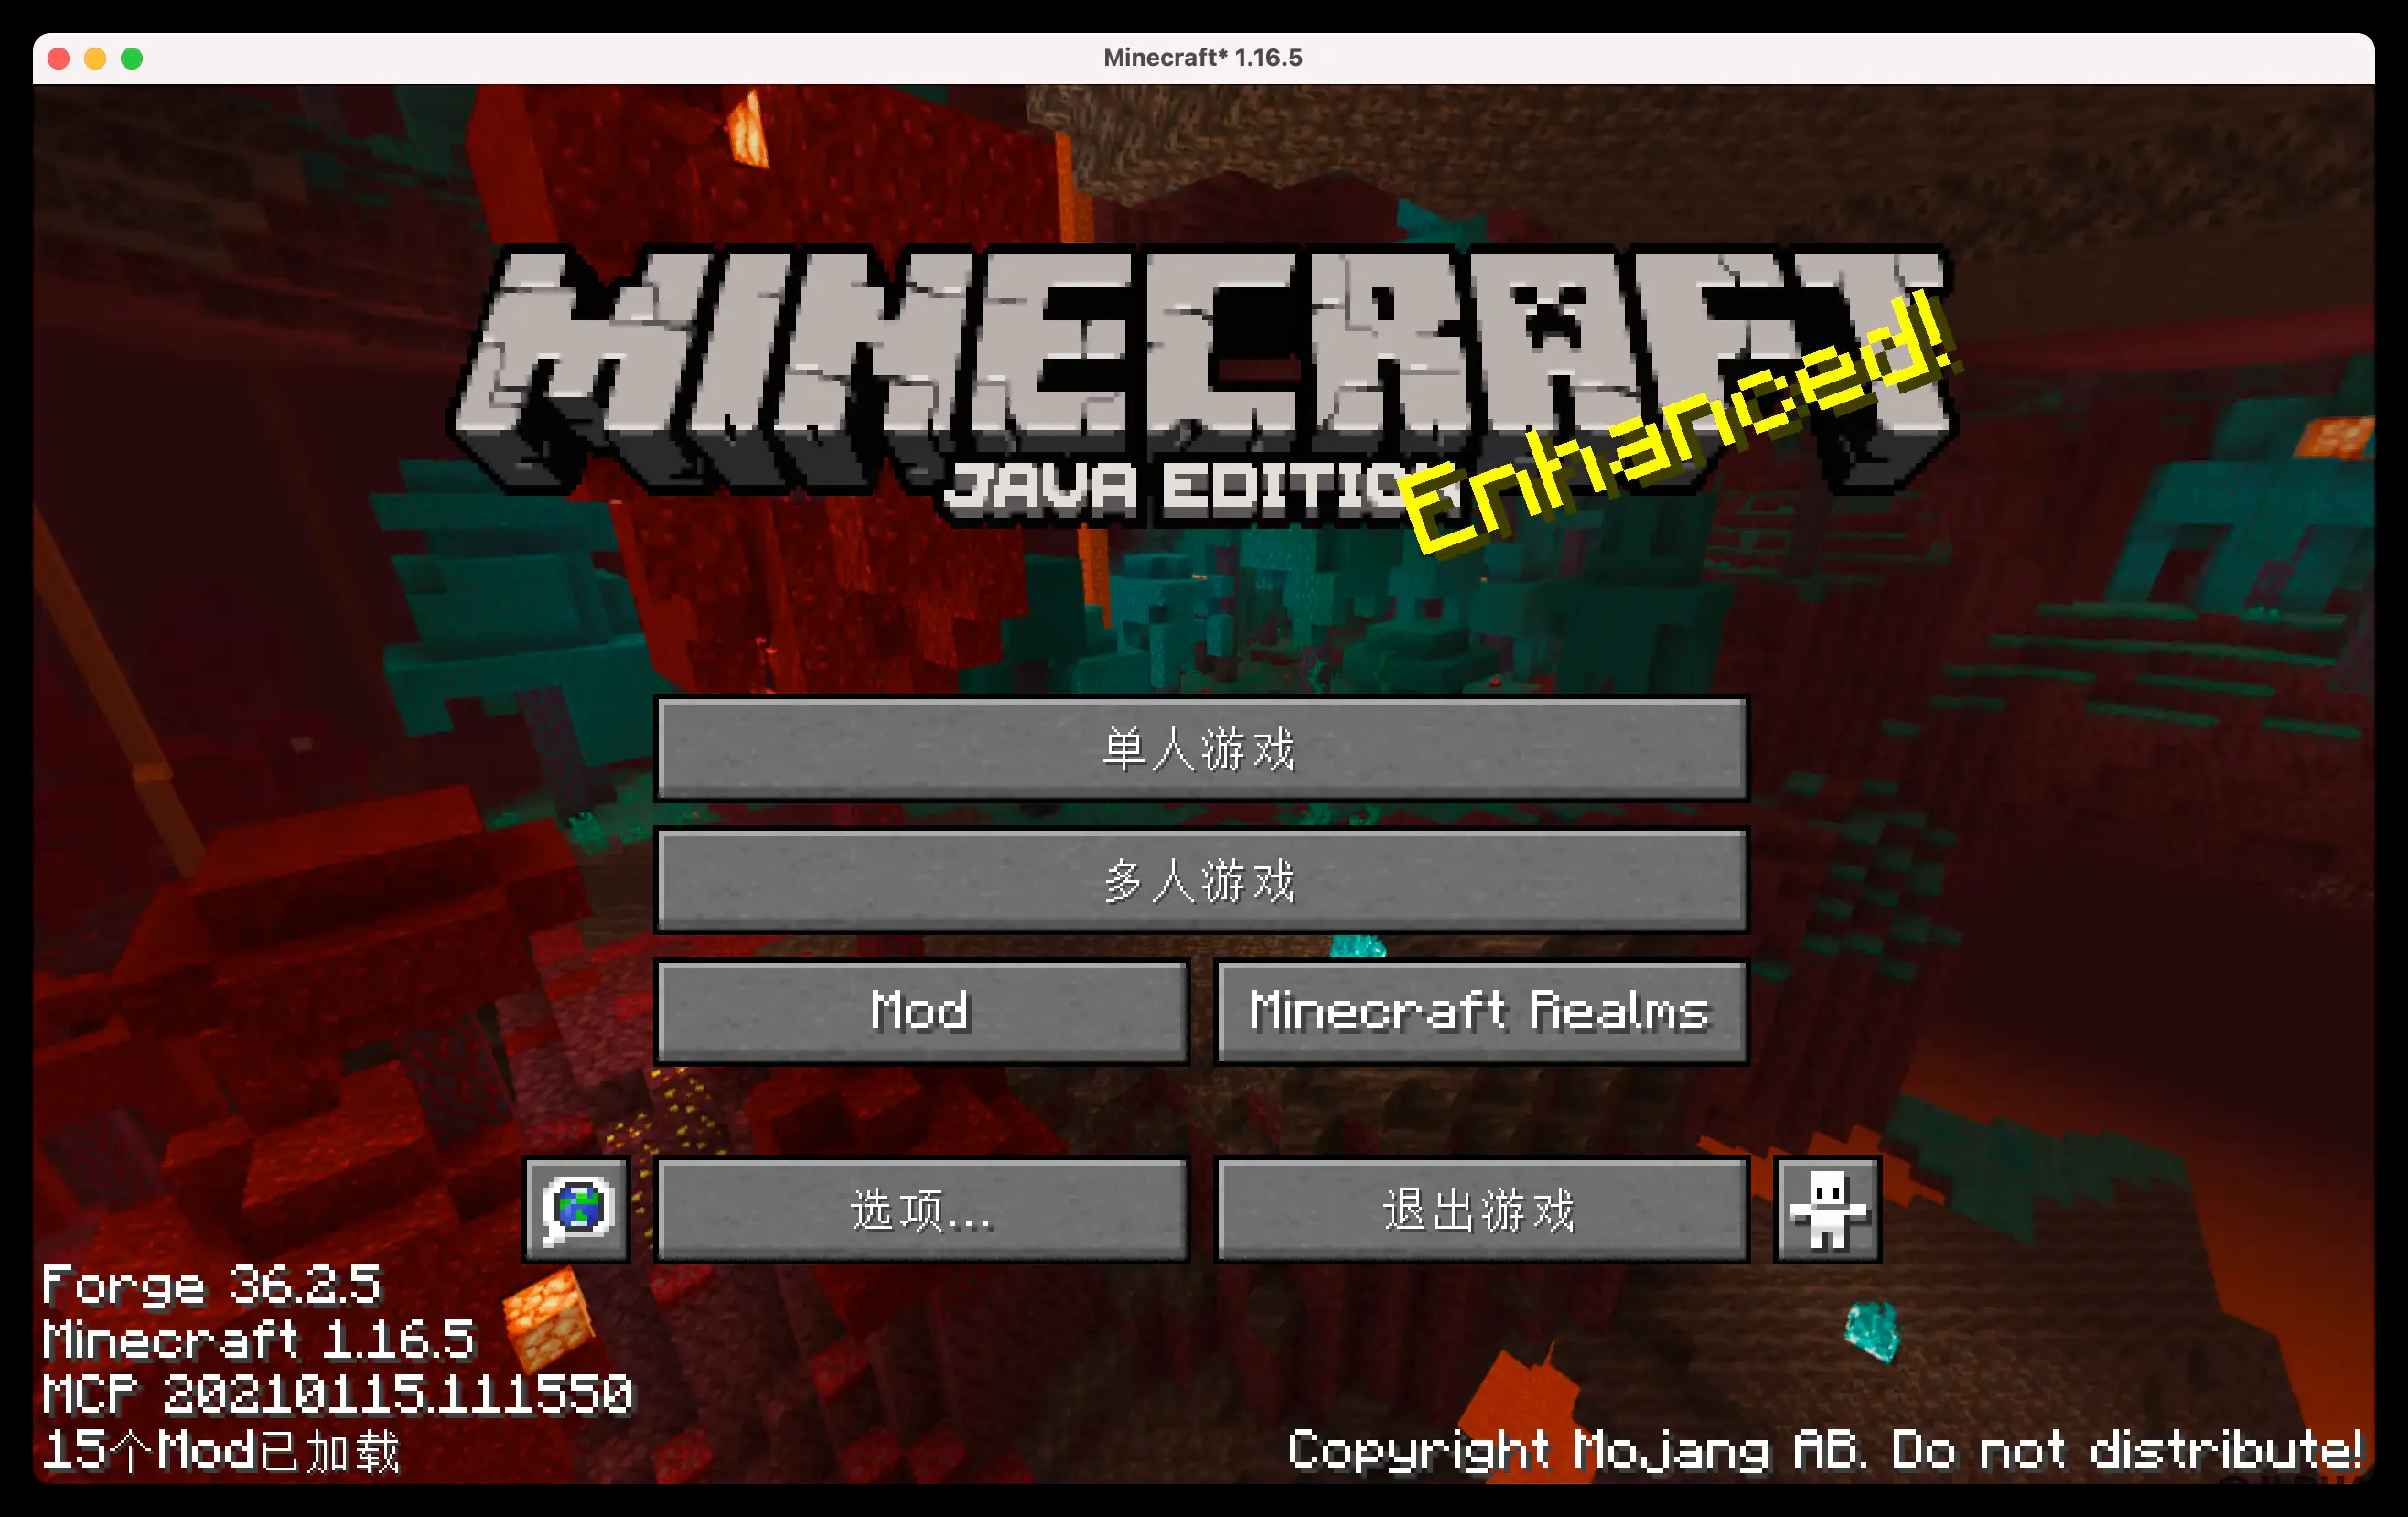 Minecraft* 1.16.5
MINECRAFT
JAVA EDITION
Enhanced!
单人游戏
多人游戏
Mod
Minecraft Realms
选项...
退出游戏
Forge 36.2.5
Minecraft 1.16.5
MCP 20210115.111550
15个Mod已加载
Copyright Mojang AB. Do not distribute!